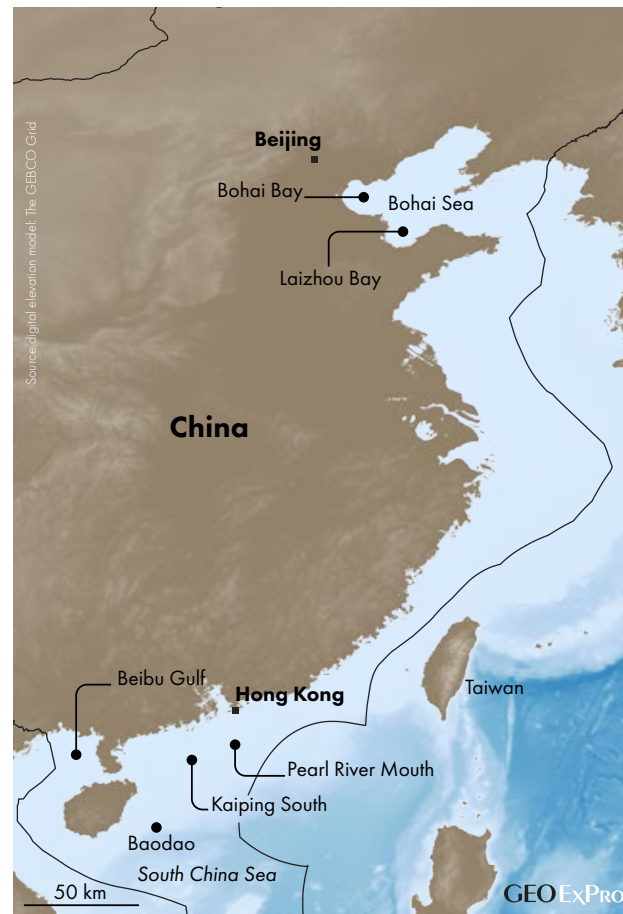 Source digital elevation model: The GEBCO Grid
Beijing
Bohai Bay
Bohai Sea
Laizhou Bay
China
Beibu Gulf
Hong Kong
Taiwan
Pearl River Mouth
Kaiping South
Baodao
South China Sea
50 km
GEO ExPro